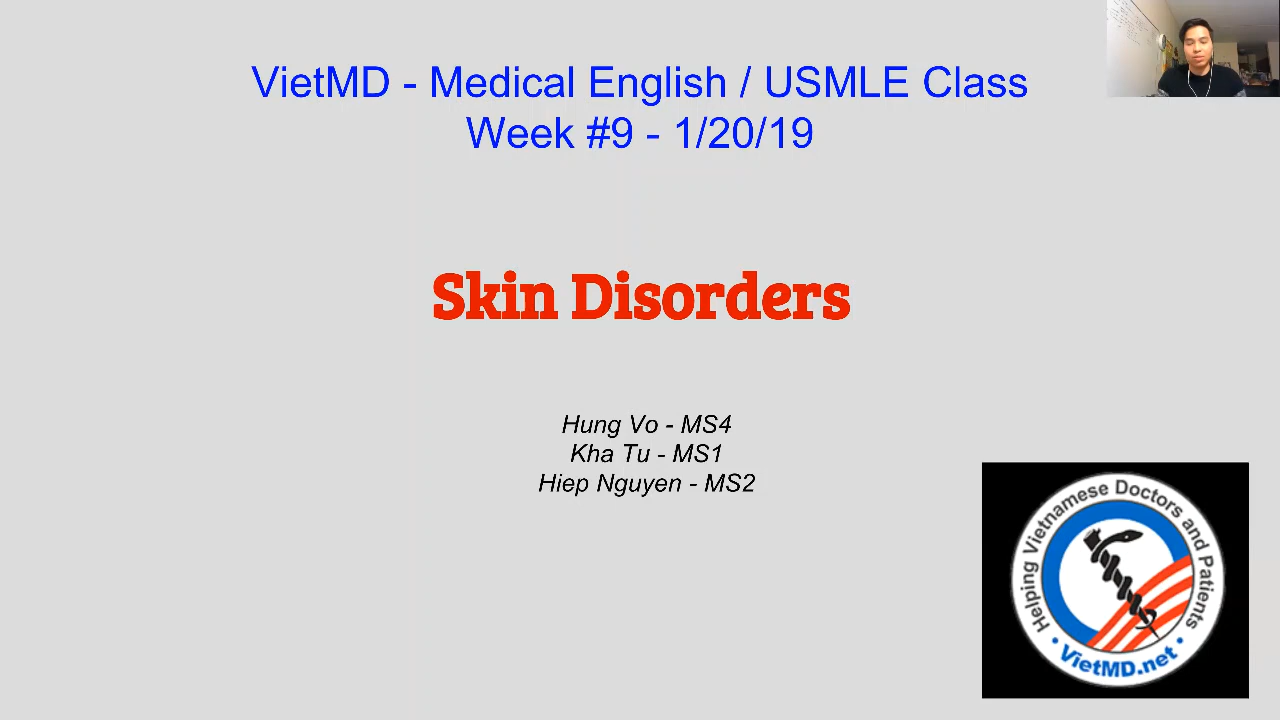 VietMD - Medical English / USMLE Class
Week #9 - 1/20/19
Skin Disorders
Hung Vo - MS4
Kha Tu - MS1
Hiep Nguyen - MS2
Helping Vietnamese Doctors and Patients
• VietMD.net •